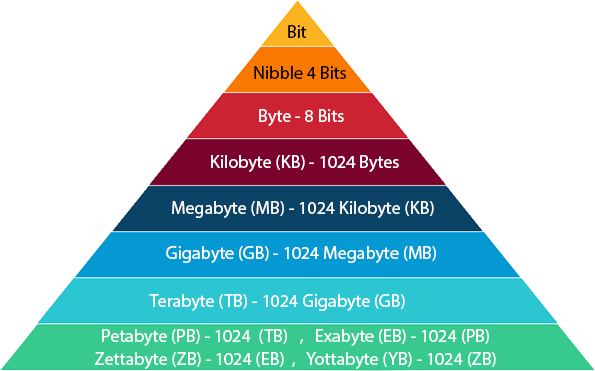 Bit
Nibble 4 Bits
Byte - 8 Bits
Kilobyte (KB) - 1024 Bytes
Megabyte (MB) - 1024 Kilobyte (KB)
Gigabyte (GB) - 1024 Megabyte (MB)
Terabyte (TB) - 1024 Gigabyte (GB)
Petabyte (PB) - 1024 (TB) , Exabyte (EB) - 1024 (PB)
Zettabyte (ZB) - 1024 (EB) , Yottabyte (YB) - 1024 (ZB)